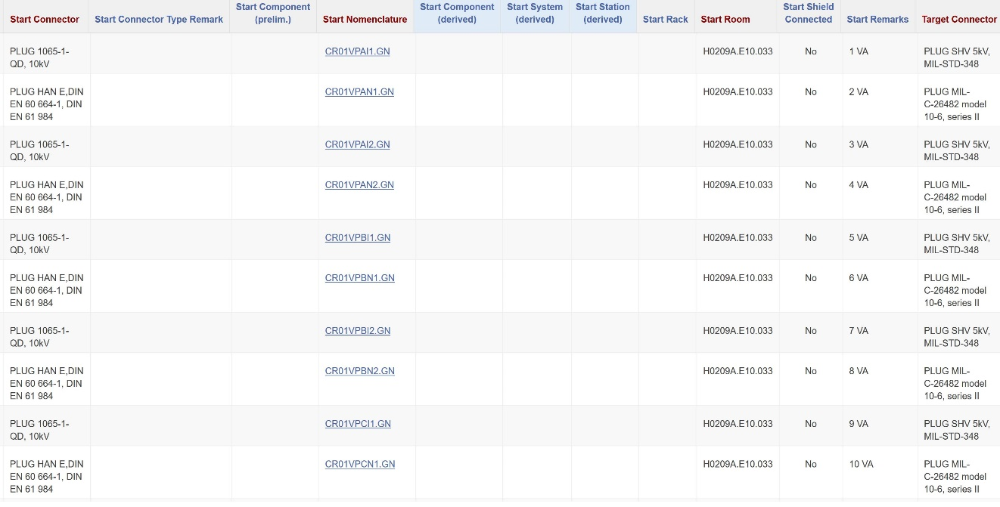 Start Connector Start Connector Type Remark Start Component (prelim.) Start Nomenclature Start Component (derived) Start System (derived) Start Station (derived) Start Rack Start Room Start Shield Connected Start Remarks Target Connector
PLUG 1065-1- CR01VPAI1.GN H0209A.E10.033 No 1 VA PLUG SHV 5kV,
QD, 10kV MIL-STD-348
PLUG HAN E,DIN CR01VPAN1.GN H0209A.E10.033 No 2 VA PLUG MIL-
EN 60 664-1, DIN C-26482 model
EN 61 984 10-6, series II
PLUG 1065-1- CR01VPAI2.GN H0209A.E10.033 No 3 VA PLUG SHV 5kV,
QD, 10kV MIL-STD-348
PLUG HAN E,DIN CR01VPAN2.GN H0209A.E10.033 No 4 VA PLUG MIL-
EN 60 664-1, DIN C-26482 model
EN 61 984 10-6, series II
PLUG 1065-1- CR01VPBI1.GN H0209A.E10.033 No 5 VA PLUG SHV 5kV,
QD, 10kV MIL-STD-348
PLUG HAN E,DIN CR01VPBN1.GN H0209A.E10.033 No 6 VA PLUG MIL-
EN 60 664-1, DIN C-26482 model
EN 61 984 10-6, series II
PLUG 1065-1- CR01VPBI2.GN H0209A.E10.033 No 7 VA PLUG SHV 5kV,
QD, 10kV MIL-STD-348
PLUG HAN E,DIN CR01VPBN2.GN H0209A.E10.033 No 8 VA PLUG MIL-
EN 60 664-1, DIN C-26482 model
EN 61 984 10-6, series II
PLUG 1065-1- CR01VPCI1.GN H0209A.E10.033 No 9 VA PLUG SHV 5kV,
QD, 10kV MIL-STD-348
PLUG HAN E,DIN CR01VPCN1.GN H0209A.E10.033 No 10 VA PLUG MIL-
EN 60 664-1, DIN C-26482 model
EN 61 984 10-6, series II